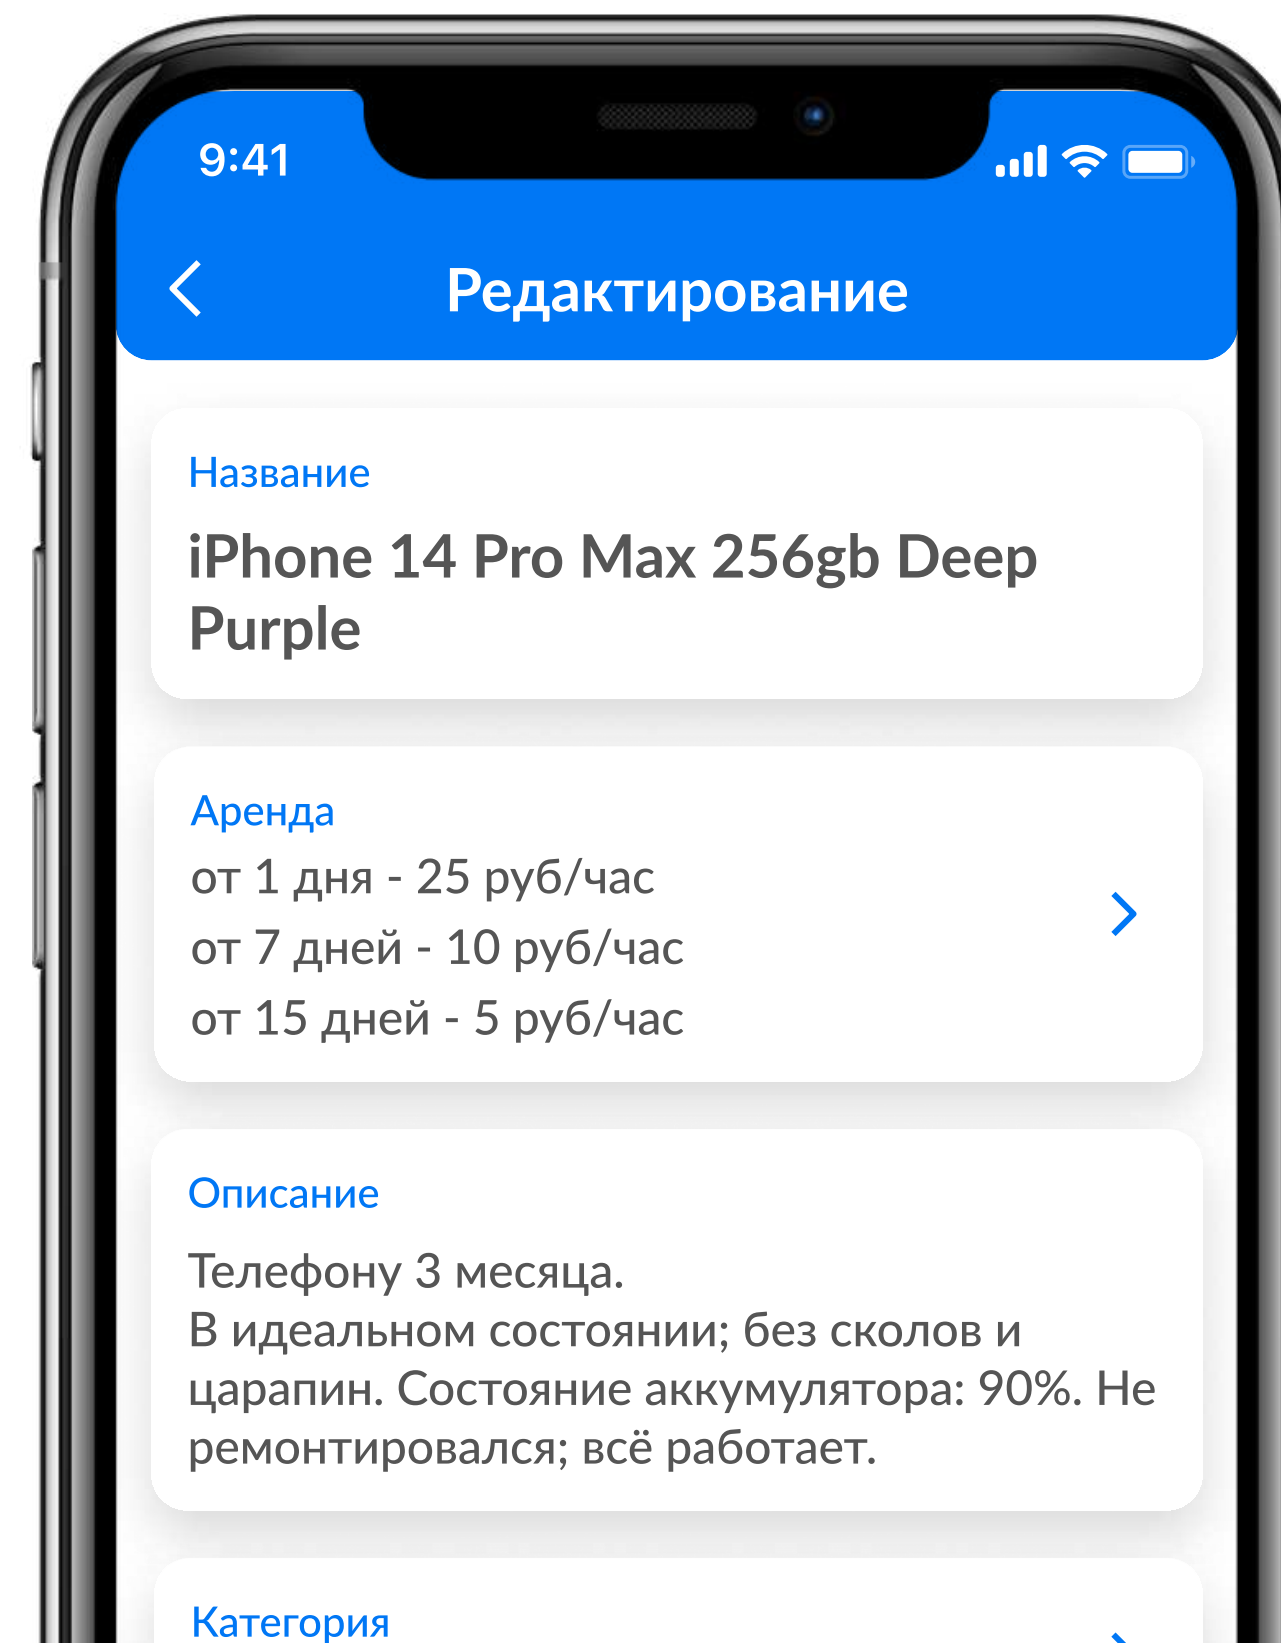 9:41
Редактирование
Название
iPhone 14 Pro Max 256gb Deep
Purple
Аренда
от 1 дня - 25 руб/час
от 7 дней - 10 руб/час
от 15 дней - 5 руб/час
Описание
Телефону 3 месяца.
В идеальном состоянии; без сколов и
царапин. Состояние аккумулятора: 90%. Не
ремонтировался; всё работает.
Категория